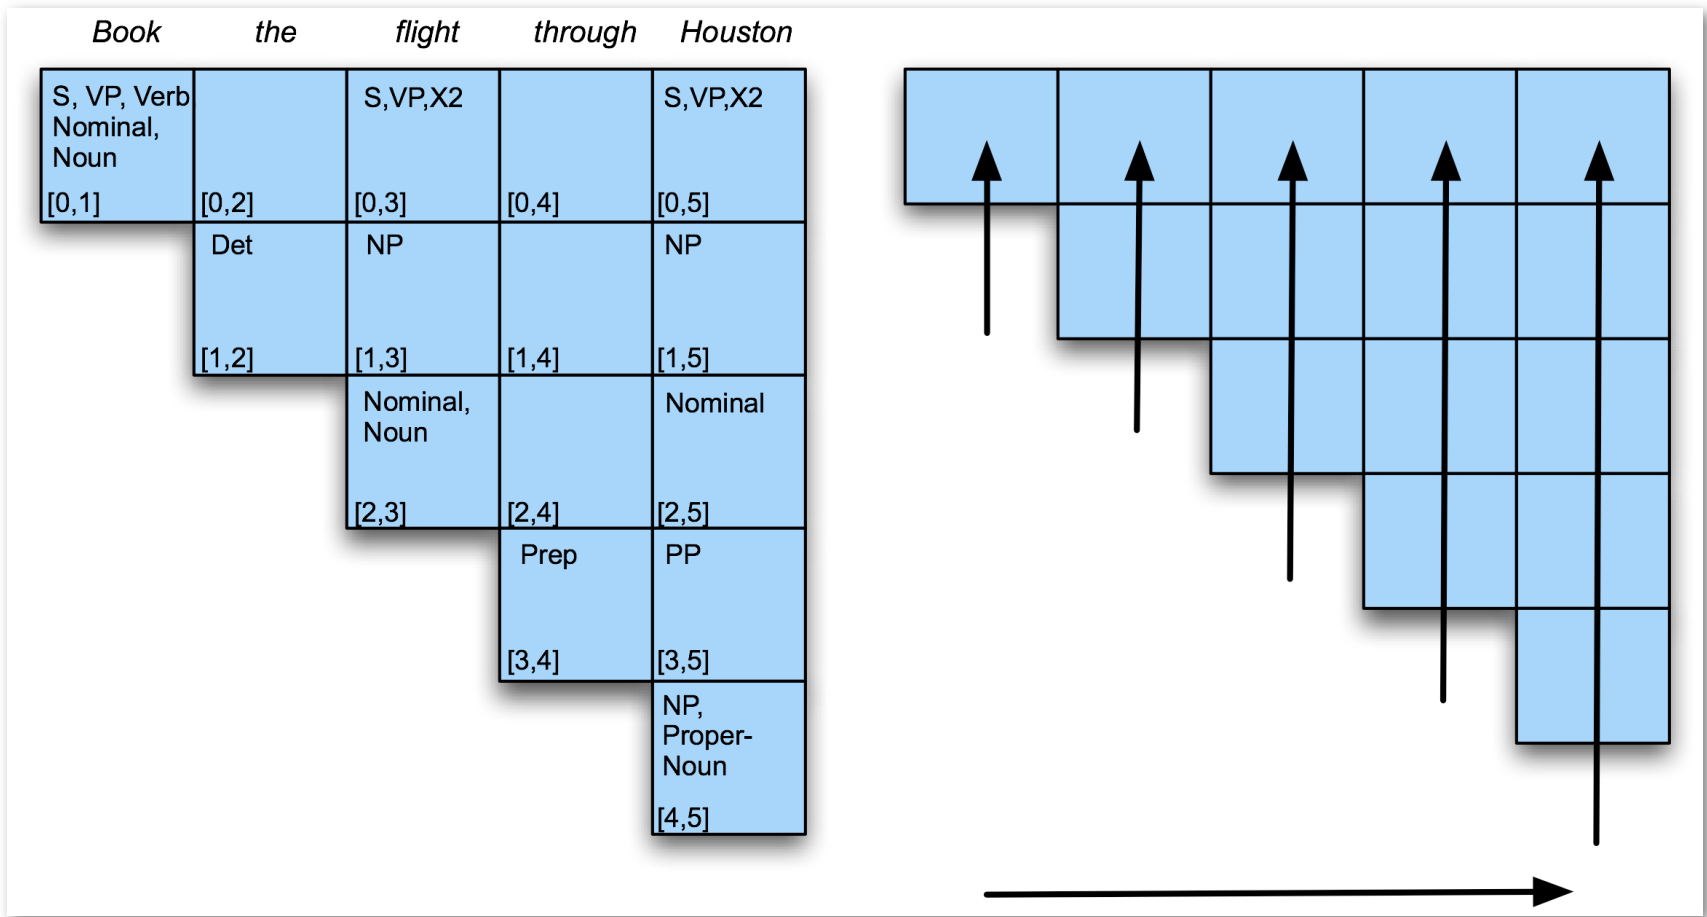 Book the flight through Houston
S, VP, Verb
Nominal,
Noun
[0,1]
[0,2]
S,VP,X2
[0,3]
[0,4]
S,VP,X2
[0,5]
Det
[1,2]
NP
[1,3]
[1,4]
NP
[1,5]
Nominal,
Noun
[2,3]
[2,4]
Nominal
[2,5]
Prep
[3,4]
PP
[3,5]
NP,
Proper-
Noun
[4,5]